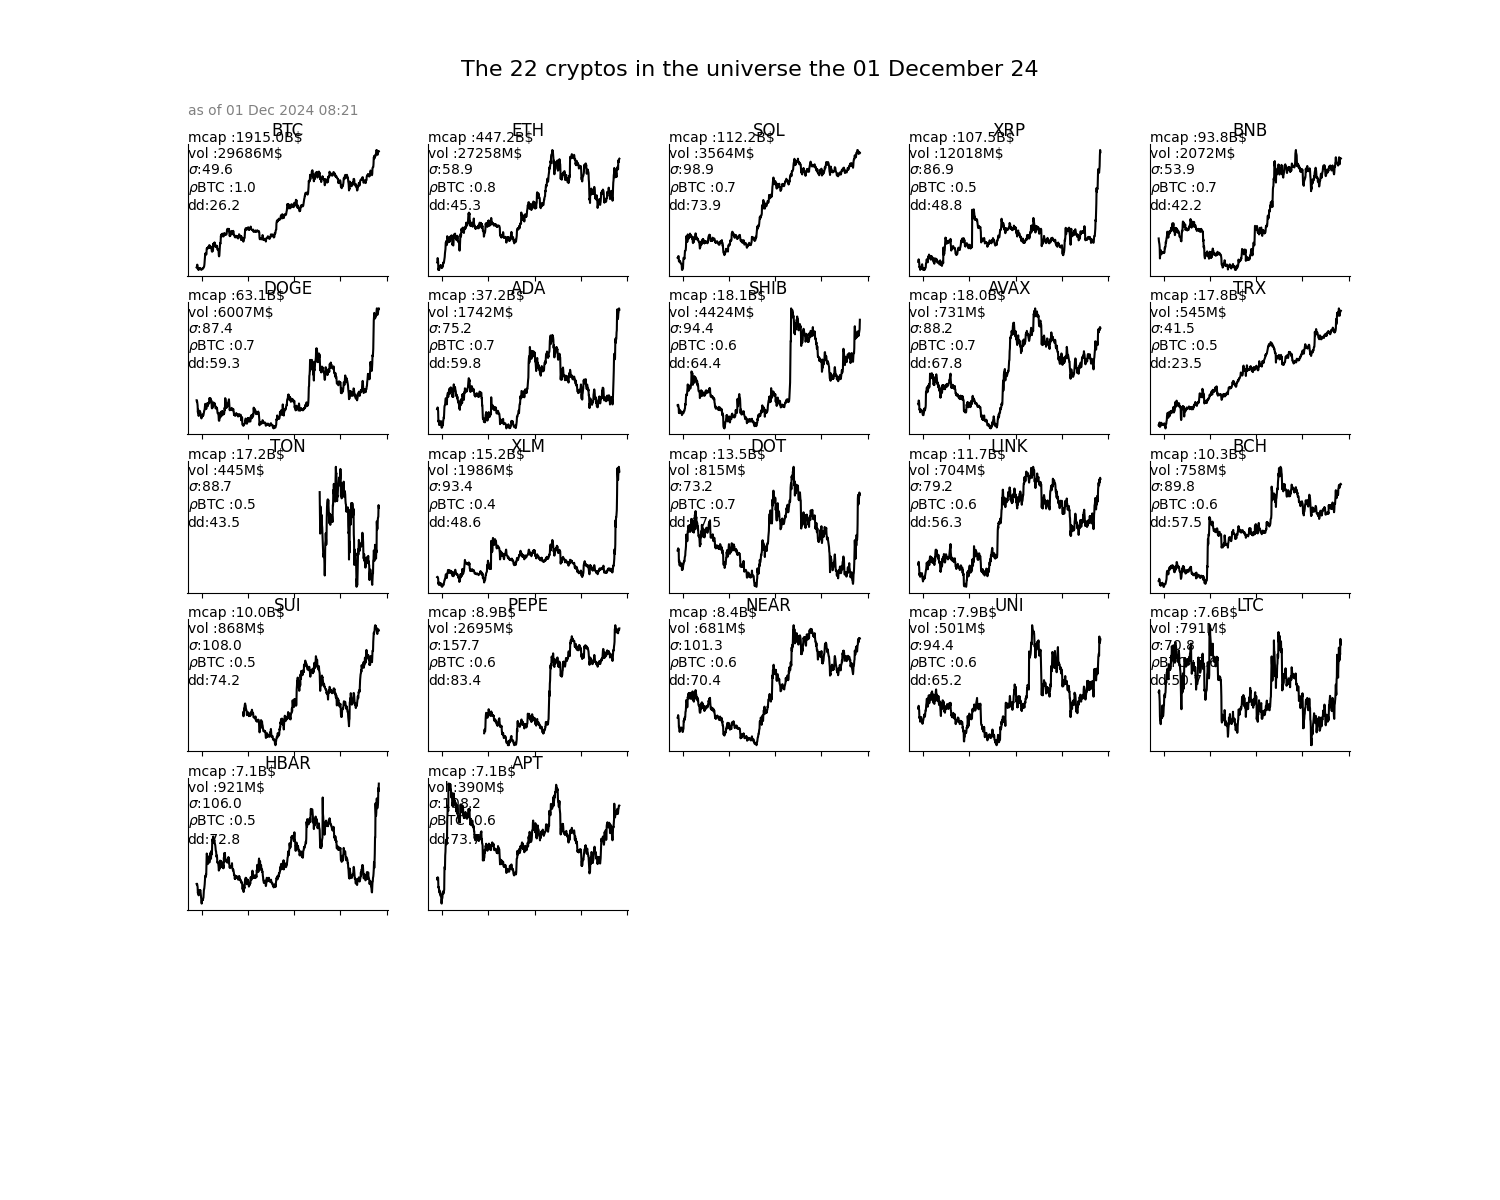 The 22 cryptos in the universe the 01 December 24
as of 01 Dec 2024 08:21
BTC
mcap :1915.0B$
vol :29686M$
σ:49.6
ρBTC :1.0
dd:26.2
ETH
mcap :447.2B$
vol :27258M$
σ:58.9
ρBTC :0.8
dd:45.3
SOL
mcap :112.2B$
vol :3564M$
σ:98.9
ρBTC :0.7
dd:73.9
XRP
mcap :107.5B$
vol :12018M$
σ:86.9
ρBTC :0.5
dd:48.8
BNB
mcap :93.8B$
vol :2072M$
σ:53.9
ρBTC :0.7
dd:42.2
DOGE
mcap :63.1B$
vol :6007M$
σ:87.4
ρBTC :0.7
dd:59.3
ADA
mcap :37.2B$
vol :1742M$
σ:75.2
ρBTC :0.7
dd:59.8
SHIB
mcap :18.1B$
vol :4424M$
σ:94.4
ρBTC :0.6
dd:64.4
AVAX
mcap :18.0B$
vol :731M$
σ:88.2
ρBTC :0.7
dd:67.8
TRX
mcap :17.8B$
vol :545M$
σ:41.5
ρBTC :0.5
dd:23.5
TON
mcap :17.2B$
vol :445M$
σ:88.7
ρBTC :0.5
dd:43.5
XLM
mcap :15.2B$
vol :1986M$
σ:93.4
ρBTC :0.4
dd:48.6
DOT
mcap :13.5B$
vol :815M$
σ:73.2
ρBTC :0.7
LINK
mcap :11.7B$
vol :704M$
σ:79.2
ρBTC :0.6
dd:56.3
BCH
mcap :10.3B$
vol :758M$
σ:89.8
ρBTC :0.6
dd:57.5
SUI
mcap :10.0B$
vol :868M$
σ:108.0
ρBTC :0.5
dd:74.2
PEPE
mcap :8.9B$
vol :2695M$
σ:157.7
ρBTC :0.6
dd:83.4
NEAR
mcap :8.4B$
vol :681M$
σ:101.3
ρBTC :0.6
dd:70.4
UNI
mcap :7.9B$
vol :501M$
σ:94.4
ρBTC :0.6
dd:65.2
LTC
mcap :7.6B$
vol :791M$
σ:70.8
HBAR
mcap :7.1B$
vol :921M$
σ:106.0
ρBTC :0.5
dd:72.8
APT
mcap :7.1B$
vol :390M$
σ:108.2
ρBTC :0.6